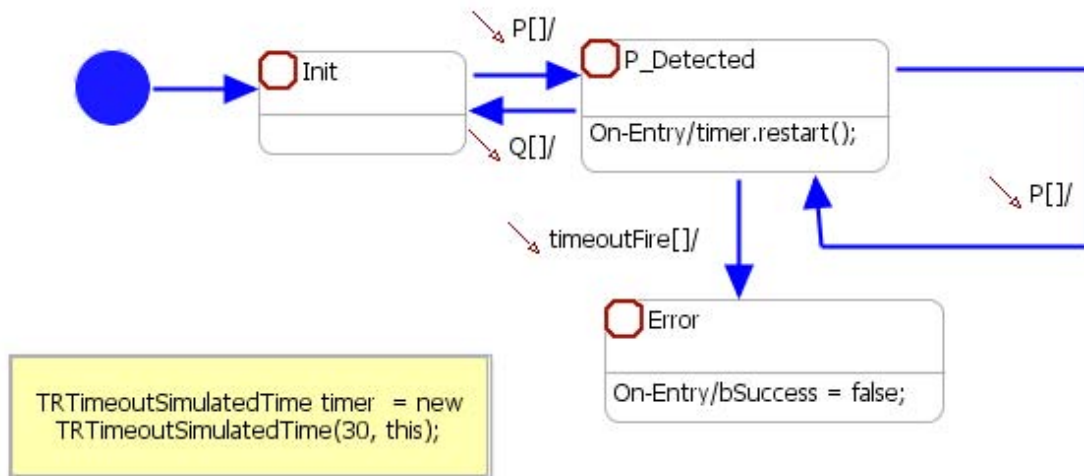 P[]/
Init
P_Detected
On-Entry/timer.restart();
Q[]/
P[]/
timeoutFire[]/
Error
On-Entry/bSuccess = false;
TRTimeoutSimulatedTime timer = new
TRTimeoutSimulatedTime(30, this);